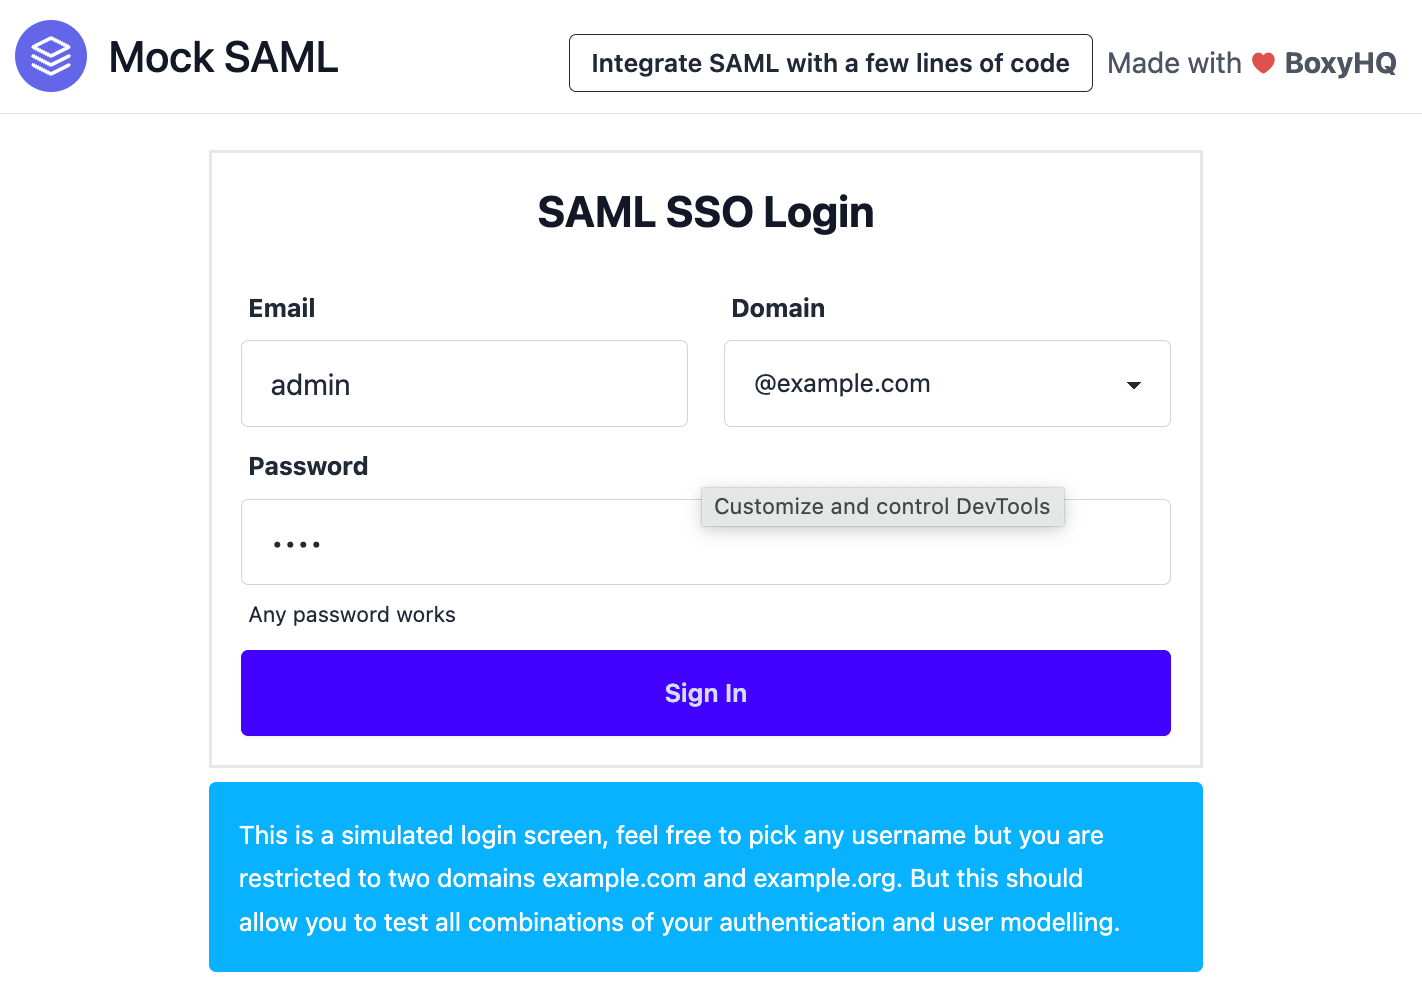 Mock SAML
Integrate SAML with a few lines of code
Made with ❤️ BoxyHQ
SAML SSO Login
Email
Domain
admin
@example.com
Password
Customize and control DevTools
••••
Any password works
Sign In
This is a simulated login screen, feel free to pick any username but you are
restricted to two domains example.com and example.org. But this should
allow you to test all combinations of your authentication and user modelling.